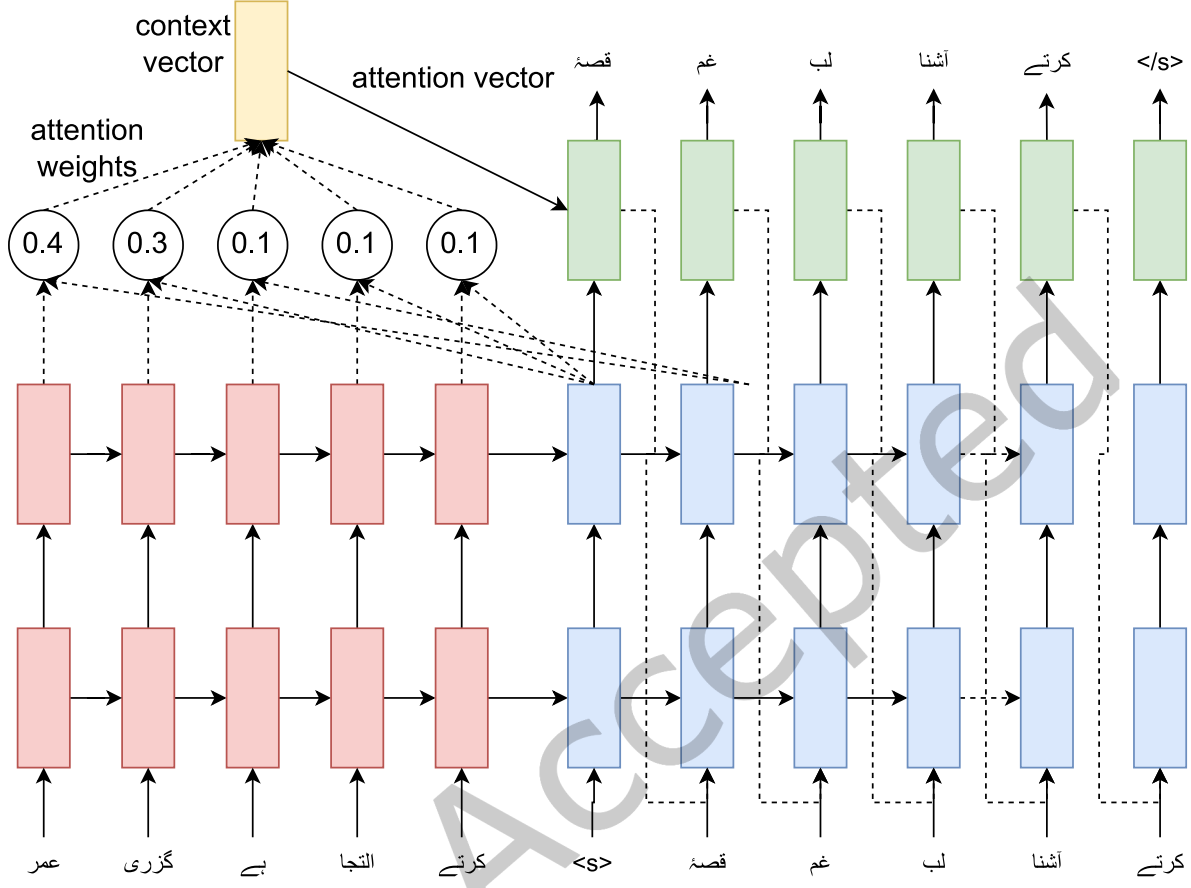 context
vector
attention vector
attention
weights
قصۂ
غم
لب
آشنا
کرتے
</s>
0.4
0.3
0.1
0.1
0.1
عمر
گزری
ہے
التجا
کرتے
<s>
قصۂ
غم
لب
آشنا
کرتے
Accepted